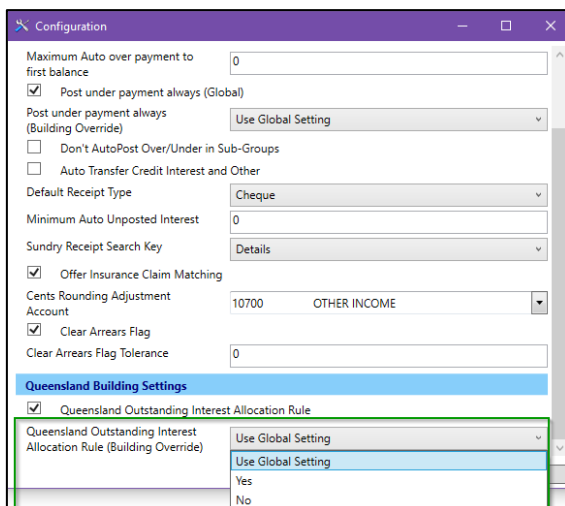 Configuration
Maximum Auto over payment to
first balance
0
Post under payment always (Global)
Post under payment always
(Building Override)
Use Global Setting
Don't AutoPost Over/Under in Sub-Groups
Auto Transfer Credit Interest and Other
Default Receipt Type
Cheque
Minimum Auto Unposted Interest
0
Sundry Receipt Search Key
Details
Offer Insurance Claim Matching
Cents Rounding Adjustment
Account
10700 OTHER INCOME
Clear Arrears Flag
Clear Arrears Flag Tolerance
0
Queensland Building Settings
Queensland Outstanding Interest Allocation Rule
Queensland Outstanding Interest
Allocation Rule (Building Override)
Use Global Setting
Use Global Setting
Yes
No